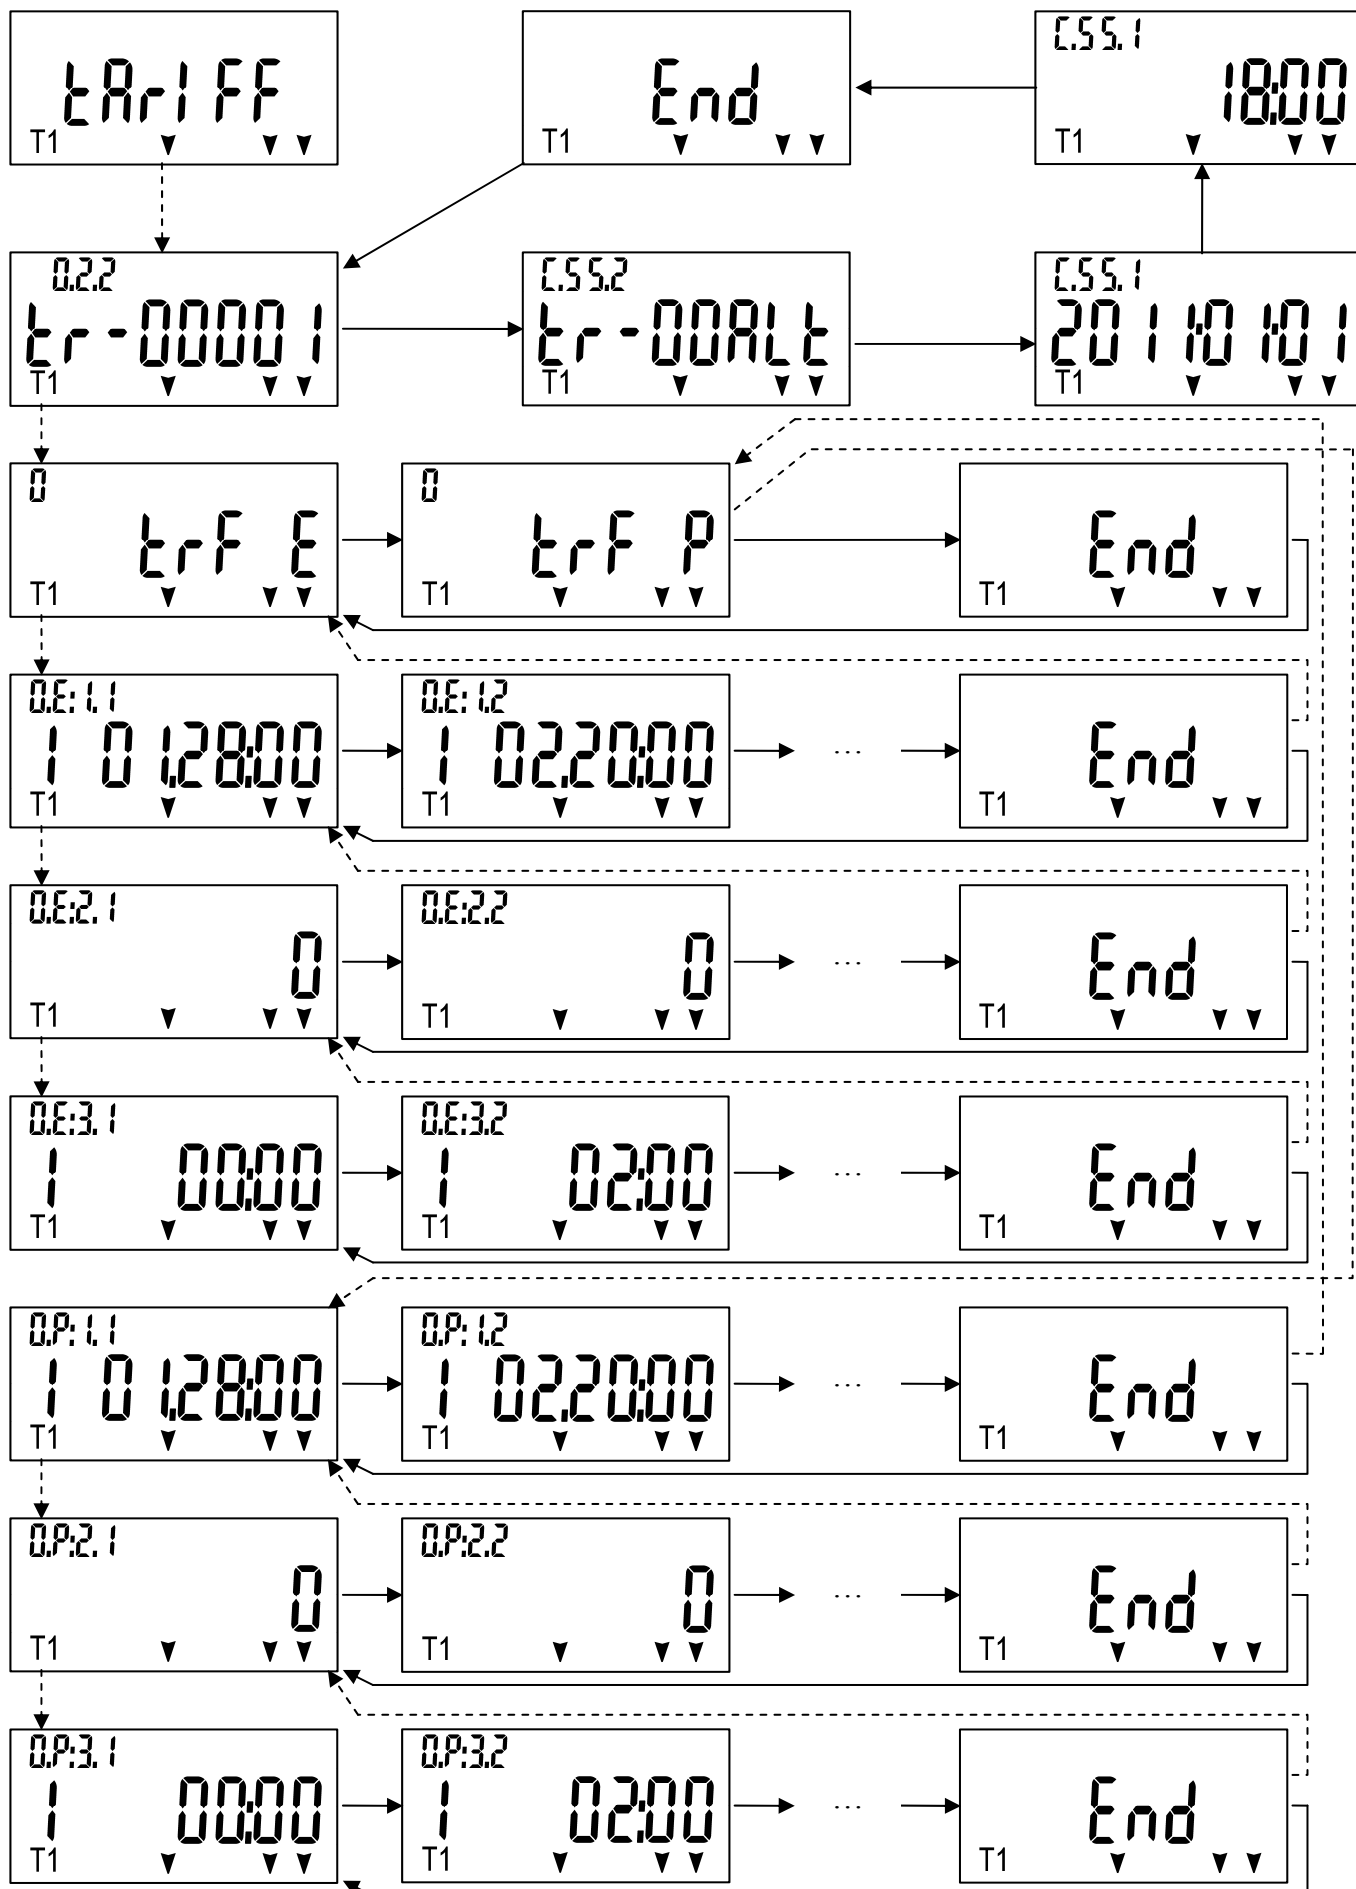 tArIFF
T1
End
T1
C.55.1
18:00
T1
0.2.2
tr-00001
T1
C.55.2
tr-00ALt
T1
C.55.1
2011:01:01
T1
0
trF E
T1
0
trF P
T1
End
T1
0.E:1.1
1 01.28:00
T1
0.E:1.2
1 02.20:00
T1
...
End
T1
0.E:2.1
0
T1
0.E:2.2
0
T1
...
End
T1
0.E:3.1
1 00:00
T1
0.E:3.2
1 02:00
T1
...
End
T1
0.P:1.1
1 01.28:00
T1
0.P:1.2
1 02.20:00
T1
...
End
T1
0.P:2.1
0
T1
0.P:2.2
0
T1
...
End
T1
0.P:3.1
1 00:00
T1
0.P:3.2
1 02:00
T1
...
End
T1